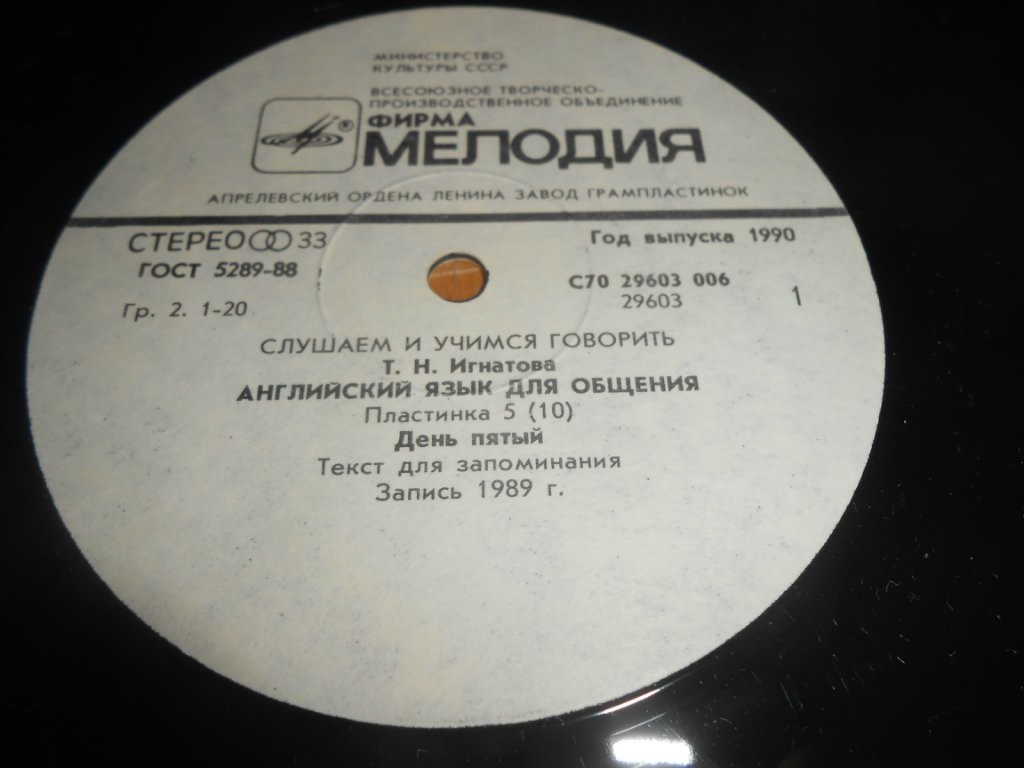 МИНИСТЕРСТВО
КУЛЬТУРЫ СССР
ВСЕСОЮЗНОЕ ТВОРЧЕСКО-
ПРОИЗВОДСТВЕННОЕ ОБЪЕДИНЕНИЕ
ФИРМА
® МЕЛОДИЯ
АПРЕЛЕВСКИЙ ОРДЕНА ЛЕНИНА ЗАВОД ГРАМПЛАСТИНОК
СТЕРЕО 33
Год выпуска 1990
ГОСТ 5289-88
С70 29603 006
Гр. 2. 1-20
29603
1
СЛУШАЕМ И УЧИМСЯ ГОВОРИТЬ
Т. Н. Игнатова
АНГЛИЙСКИЙ ЯЗЫК ДЛЯ ОБЩЕНИЯ
Пластинка 5 (10)
День пятый
Текст для запоминания
Запись 1989 г.